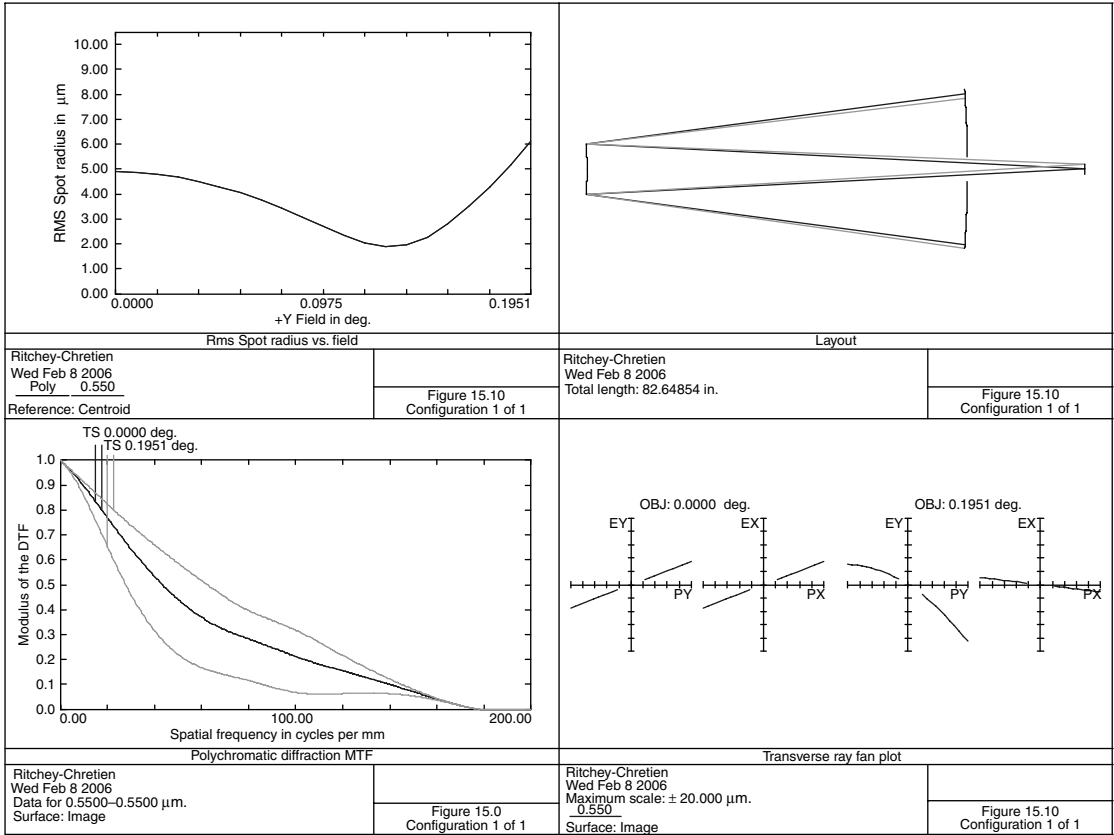 10.00
9.00
8.00
7.00
6.00
5.00
4.00
3.00
2.00
1.00
0.00
RMS Spot radius in μm
0.0000 0.0975 0.1951
+Y Field in deg.
Rms Spot radius vs. field
Ritchey-Chretien
Wed Feb 8 2006
Poly 0.550
Reference: Centroid
Figure 15.10
Configuration 1 of 1
Layout
Ritchey-Chretien
Wed Feb 8 2006
Total length: 82.64854 in.
Figure 15.10
Configuration 1 of 1
TS 0.0000 deg.
TS 0.1951 deg.
1.0
0.9
0.8
0.7
0.6
0.5
0.4
0.3
0.2
0.1
0.0
Modulus of the DTF
0.00 100.00 200.00
Spatial frequency in cycles per mm
Polychromatic diffraction MTF
Ritchey-Chretien
Wed Feb 8 2006
Data for 0.5500–0.5500 μm.
Surface: Image
Figure 15.0
Configuration 1 of 1
OBJ: 0.0000 deg.
EY EX
PY PX
OBJ: 0.1951 deg.
EY EX
PY PX
Transverse ray fan plot
Ritchey-Chretien
Wed Feb 8 2006
Maximum scale: ± 20.000 μm.
0.550
Surface: Image
Figure 15.10
Configuration 1 of 1